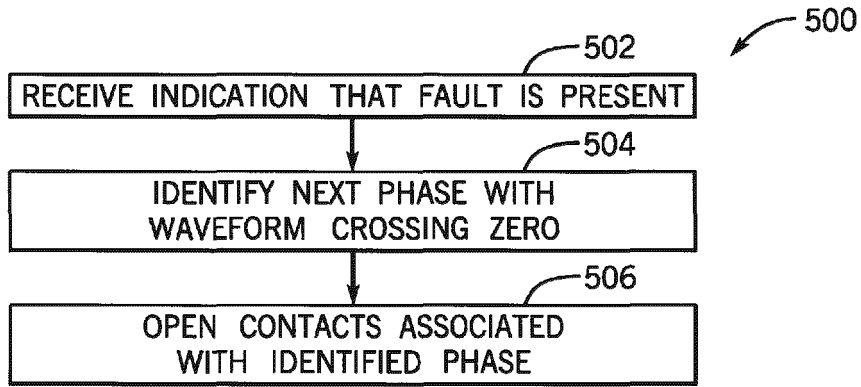 500
502
RECEIVE INDICATION THAT FAULT IS PRESENT
504
IDENTIFY NEXT PHASE WITH
WAVEFORM CROSSING ZERO
506
OPEN CONTACTS ASSOCIATED
WITH IDENTIFIED PHASE